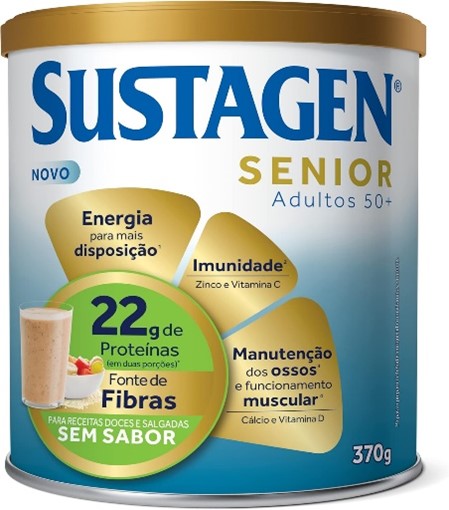 SUSTAGEN®
SENIOR
Adultos 50+
NOVO
Energia
para mais
disposição
Imunidade
Zinco e Vitamina C
22g de
Proteínas
(em duas porções)
Fonte de
Fibras
PARA RECEITAS DOCES E SALGADAS
SEM SABOR
Manutenção
dos ossos
e funcionamento
muscular
Cálcio e Vitamina D
370g